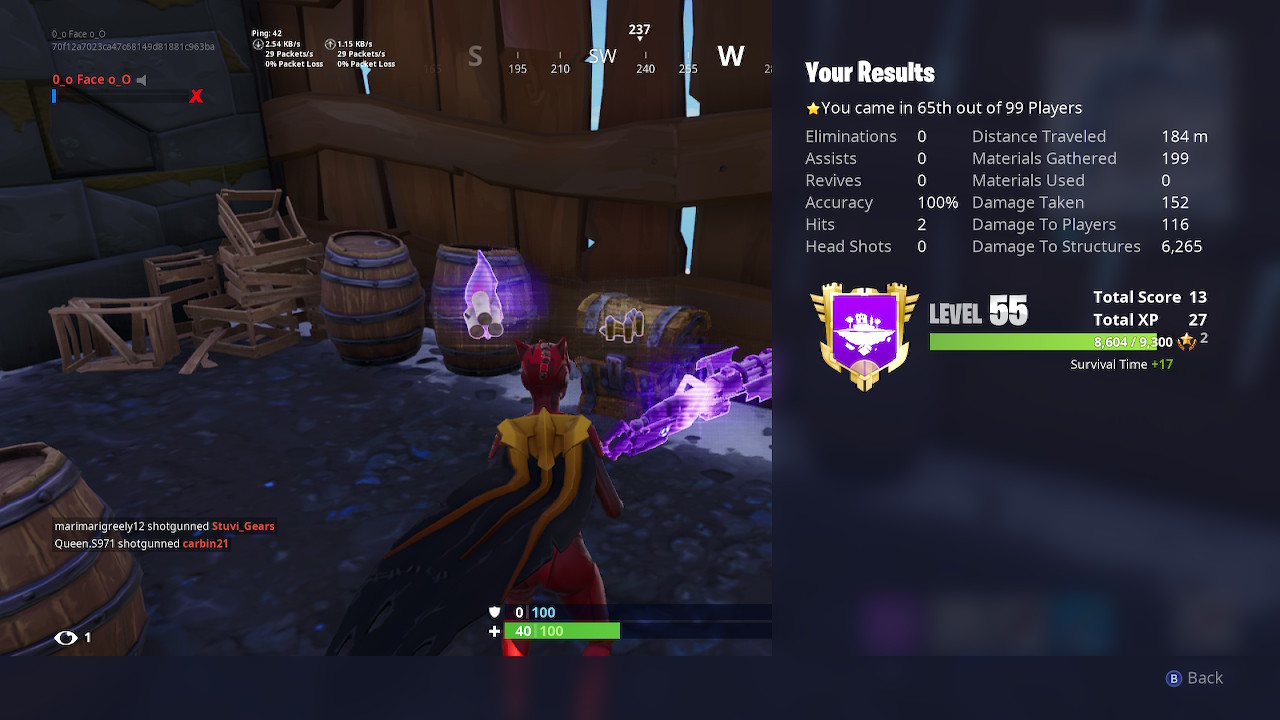 0_o Face o_O
70f12a7023ca47c68149d81881c963ba
0_o Face o_O
X
Ping: 42
2.54 KB/s 1.15 KB/s
29 Packets/s 29 Packets/s
0% Packet Loss 0% Packet Loss
237
S SW W
165 195 210 240 255
Your Results
You came in 65th out of 99 Players
Eliminations 0 Distance Traveled 184 m
Assists 0 Materials Gathered 199
Revives 0 Materials Used 0
Accuracy 100% Damage Taken 152
Hits 2 Damage To Players 116
Head Shots 0 Damage To Structures 6,265
LEVEL 55
Total Score 13
Total XP 27
8,604 / 9,300 2
Survival Time +17
marimarigreely12 shotgunned Stuvi_Gears
Queen.S971 shotgunned carbin21
1
0 | 100
40 | 100
B Back